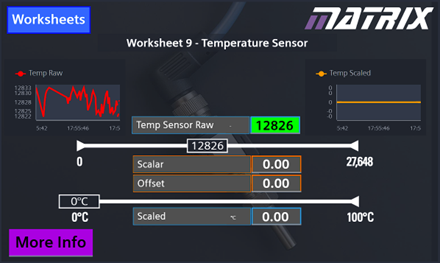 Worksheets
MATRIX
Worksheet 9 - Temperature Sensor
Temp Raw
12833
12830
12828
12825
12822
5:42 17:55:46 17:5
Temp Scaled
0
0
0
-0
-0
5:42 17:55:46 17:5
Temp Sensor Raw - 12826
12826
0 27,648
Scalar 0.00
Offset 0.00
0°C
0°C 100°C
Scaled °C 0.00
More Info